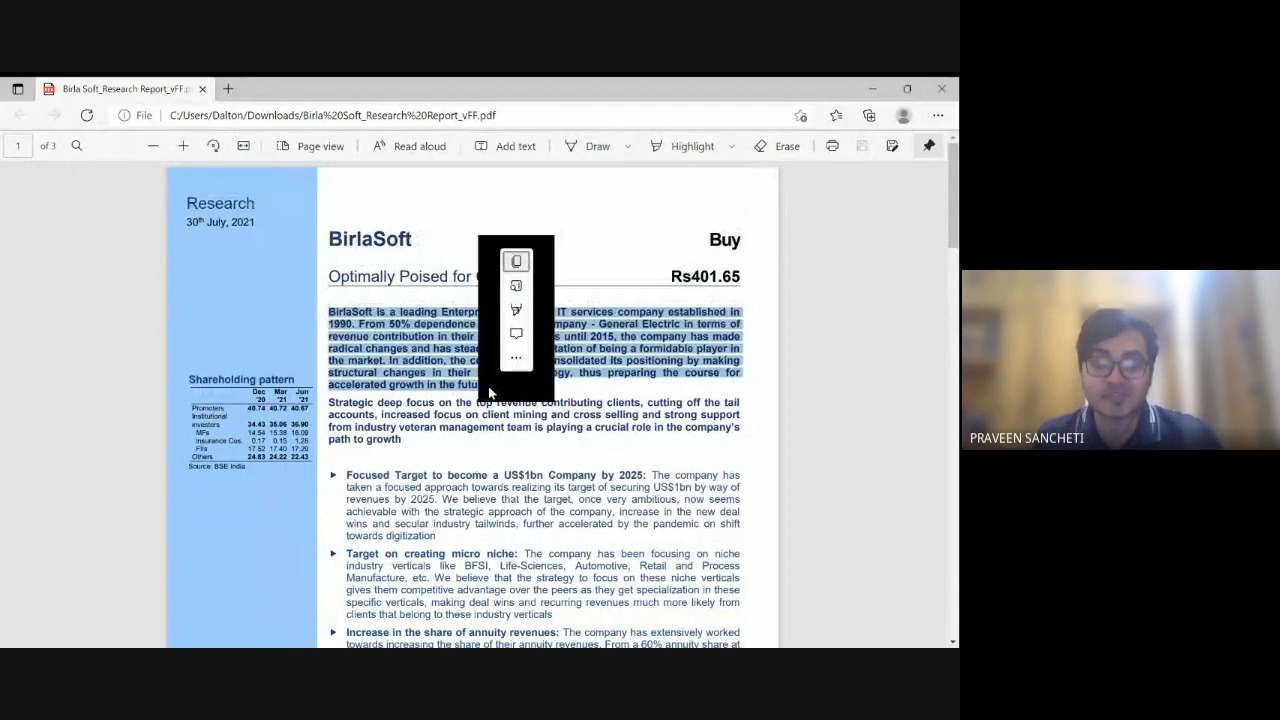 Birla Soft_Research Report_vFF.p
File C:/Users/Dalton/Downloads/Birla%20Soft_Research%20Report_vFF.pdf
1 of 3 Page view Read aloud Add text Draw Highlight Erase
Research
30th July, 2021
BirlaSoft Buy
Optimally Poised for Rs401.65
BirlaSoft is a leading IT services company established in
1990. From 50% dependence - General Electric in terms of
revenue contribution in their until 2015, the company has made
radical changes and has of being a formidable player in
the market. In addition, the its positioning by making
structural changes in their thus preparing the course for
accelerated growth in the
Strategic deep focus on the top revenue contributing clients, cutting off the tail
accounts, increased focus on client mining and cross selling and strong support
from industry veteran management team is playing a crucial role in the company's
path to growth
Shareholding pattern
Dec Mar Jun
'20 '21 '21
Promoters 40.74 40.72 40.67
Institutional
investors 34.43 35.06 36.90
MFs 14.54 15.38 16.09
Insurance Cos. 0.17 0.15 1.28
FIIs 17.52 17.40 17.20
Others 24.83 24.22 22.43
Source: BSE India
Focused Target to become a US$1bn Company by 2025: The company has
taken a focused approach towards realizing its target of securing US$1bn by way of
revenues by 2025. We believe that the target, once very ambitious, now seems
achievable with the strategic approach of the company, increase in the new deal
wins and secular industry tailwinds, further accelerated by the pandemic on shift
towards digitization
Target on creating micro niche: The company has been focusing on niche
industry verticals like BFSI, Life-Sciences, Automotive, Retail and Process
Manufacture, etc. We believe that the strategy to focus on these niche verticals
gives them competitive advantage over the peers as they get specialization in these
specific verticals, making deal wins and recurring revenues much more likely from
clients that belong to these industry verticals
Increase in the share of annuity revenues: The company has extensively worked
towards increasing the share of their annuity revenues. From a 60% annuity share at
PRAVEEN SANCHETI